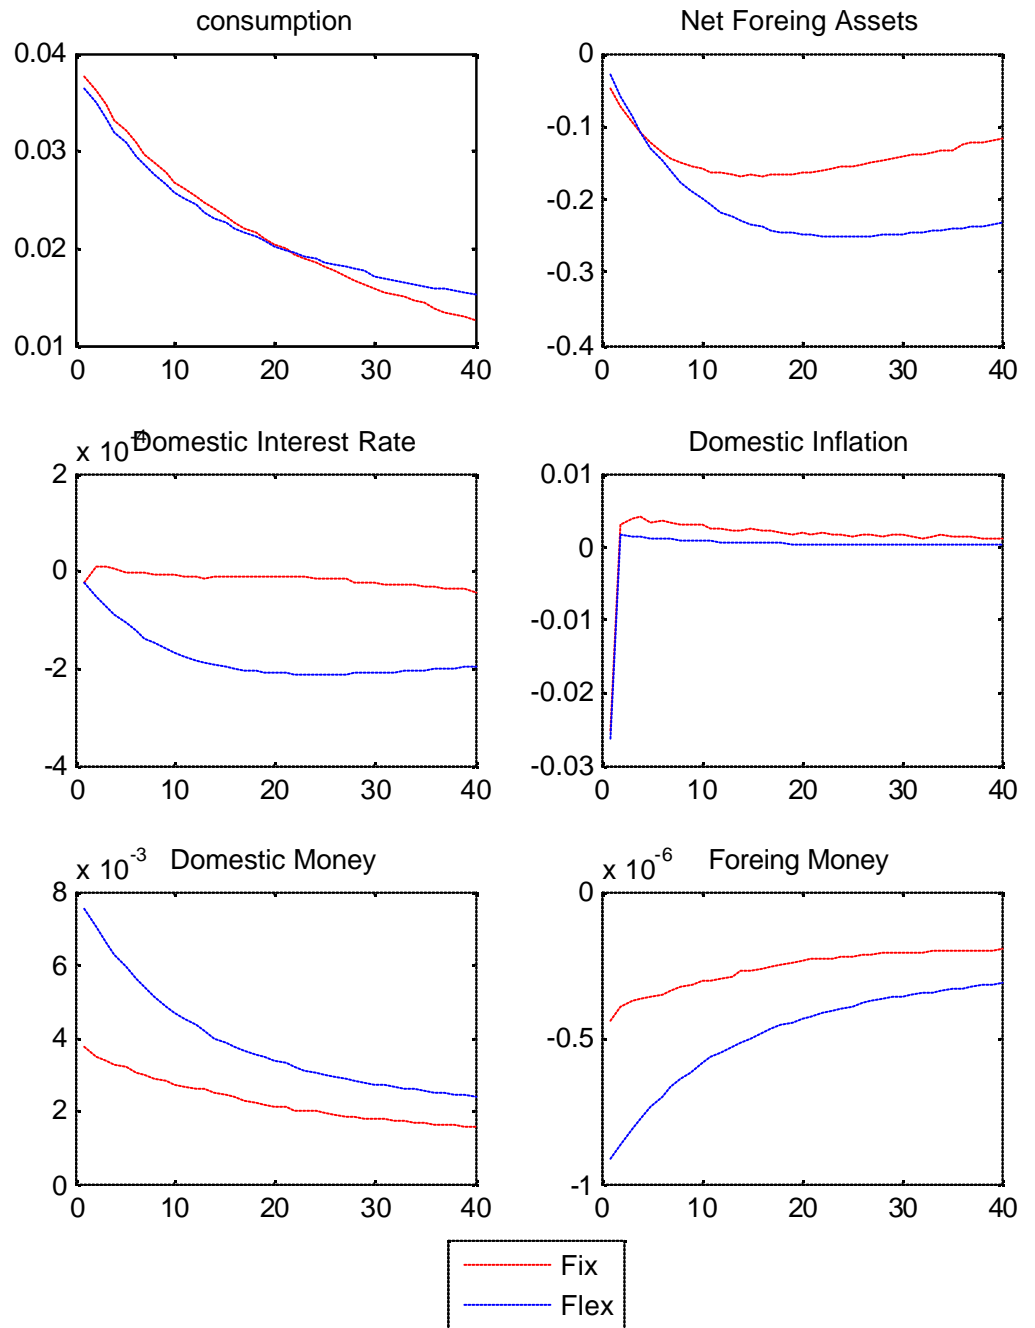 consumption
Net Foreing Assets
0.04
0.03
0.02
0.01
0 10 20 30 40
0
-0.1
-0.2
-0.3
-0.4
0 10 20 30 40
x 10^-4
Domestic Interest Rate
Domestic Inflation
2
0
-2
-4
0 10 20 30 40
0.01
0
-0.01
-0.02
-0.03
0 10 20 30 40
x 10^-3
Domestic Money
x 10^-6
Foreing Money
8
6
4
2
0
0 10 20 30 40
0
-0.5
-1
0 10 20 30 40
Fix
Flex